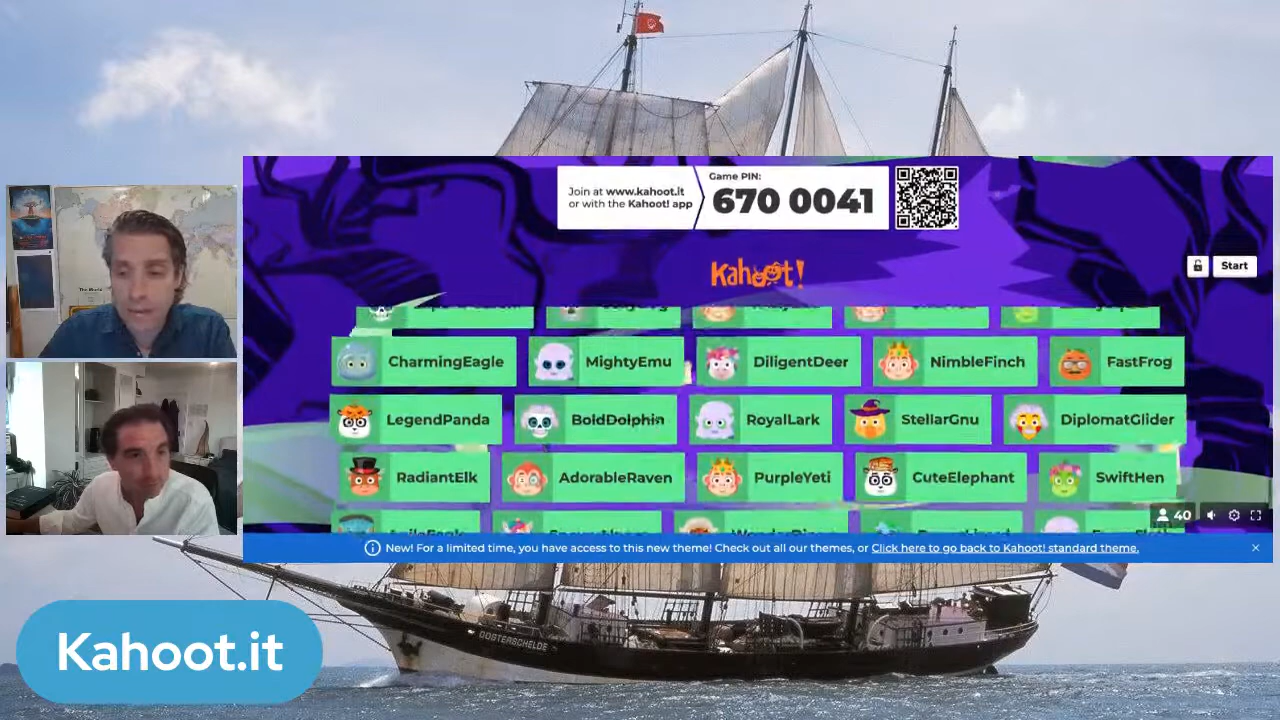 Join at www.kahoot.it
or with the Kahoot! app
Game PIN:
670 0041
Kahoot!
Start
CharmingEagle
MightyEmu
DiligentDeer
NimbleFinch
FastFrog
LegendPanda
BoldDolphin
RoyalLark
StellarGnu
DiplomatGlider
RadiantElk
AdorableRaven
PurpleYeti
CuteElephant
SwiftHen
40
New! For a limited time, you have access to this new theme! Check out all our themes, or Click here to go back to Kahoot! standard theme.
OOSTERSCHELDE
Kahoot.it